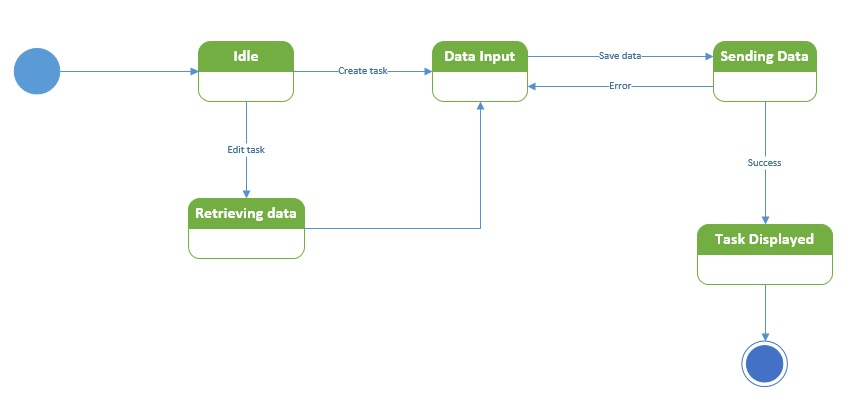 Idle
Create task
Data Input
Save data
Sending Data
Error
Edit task
Success
Retrieving data
Task Displayed